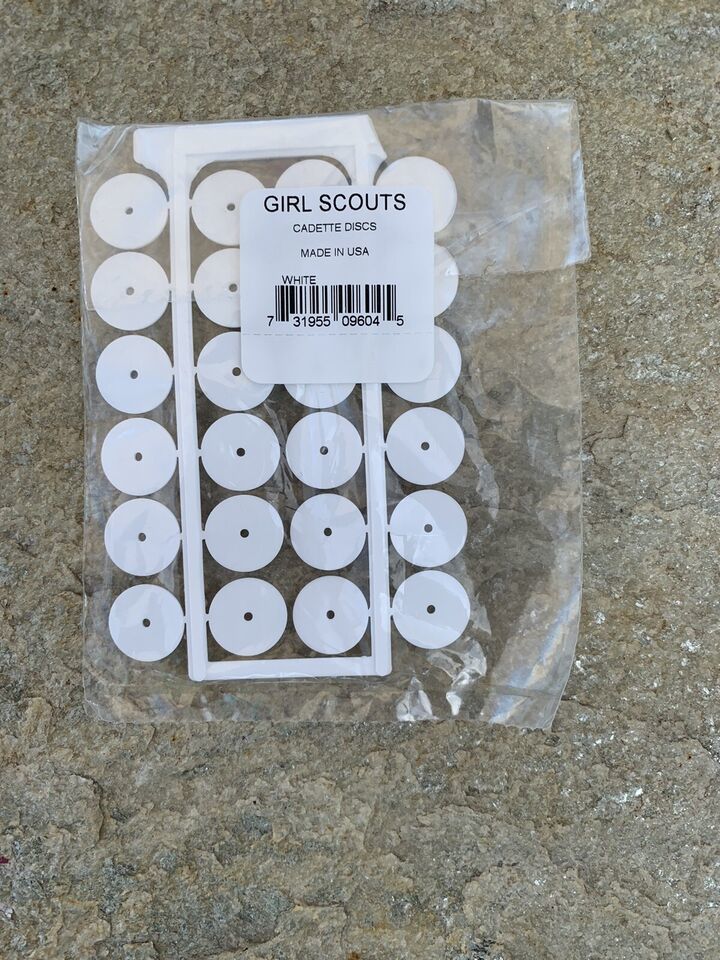 GIRL SCOUTS
CADETTE DISCS
MADE IN USA
WHITE
7 31955 09604 5